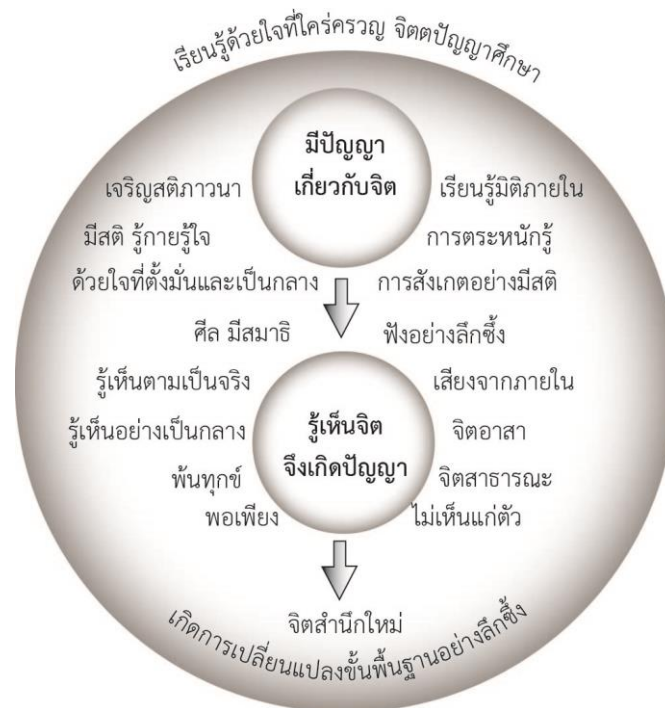 เรียนรู้ด้วยใจที่ใคร่ครวญ จิตตปัญญาศึกษา
มีปัญญา
เกี่ยวกับจิต
เจริญสติภาวนา
เรียนรู้มิติภายใน
มีสติ รู้กายรู้ใจ
การตระหนักรู้
ด้วยใจที่ตั้งมั่นและเป็นกลาง
การสังเกตอย่างมีสติ
ศีล มีสมาธิ
ฟังอย่างลึกซึ้ง
รู้เห็นตามเป็นจริง
เสียงจากภายใน
รู้เห็นอย่างเป็นกลาง
รู้เห็นจิต
จึงเกิดปัญญา
จิตอาสา
พ้นทุกข์
จิตสาธารณะ
พอเพียง
ไม่เห็นแก่ตัว
จิตสำนึกใหม่
เกิดการเปลี่ยนแปลงขั้นพื้นฐานอย่างลึกซึ้ง